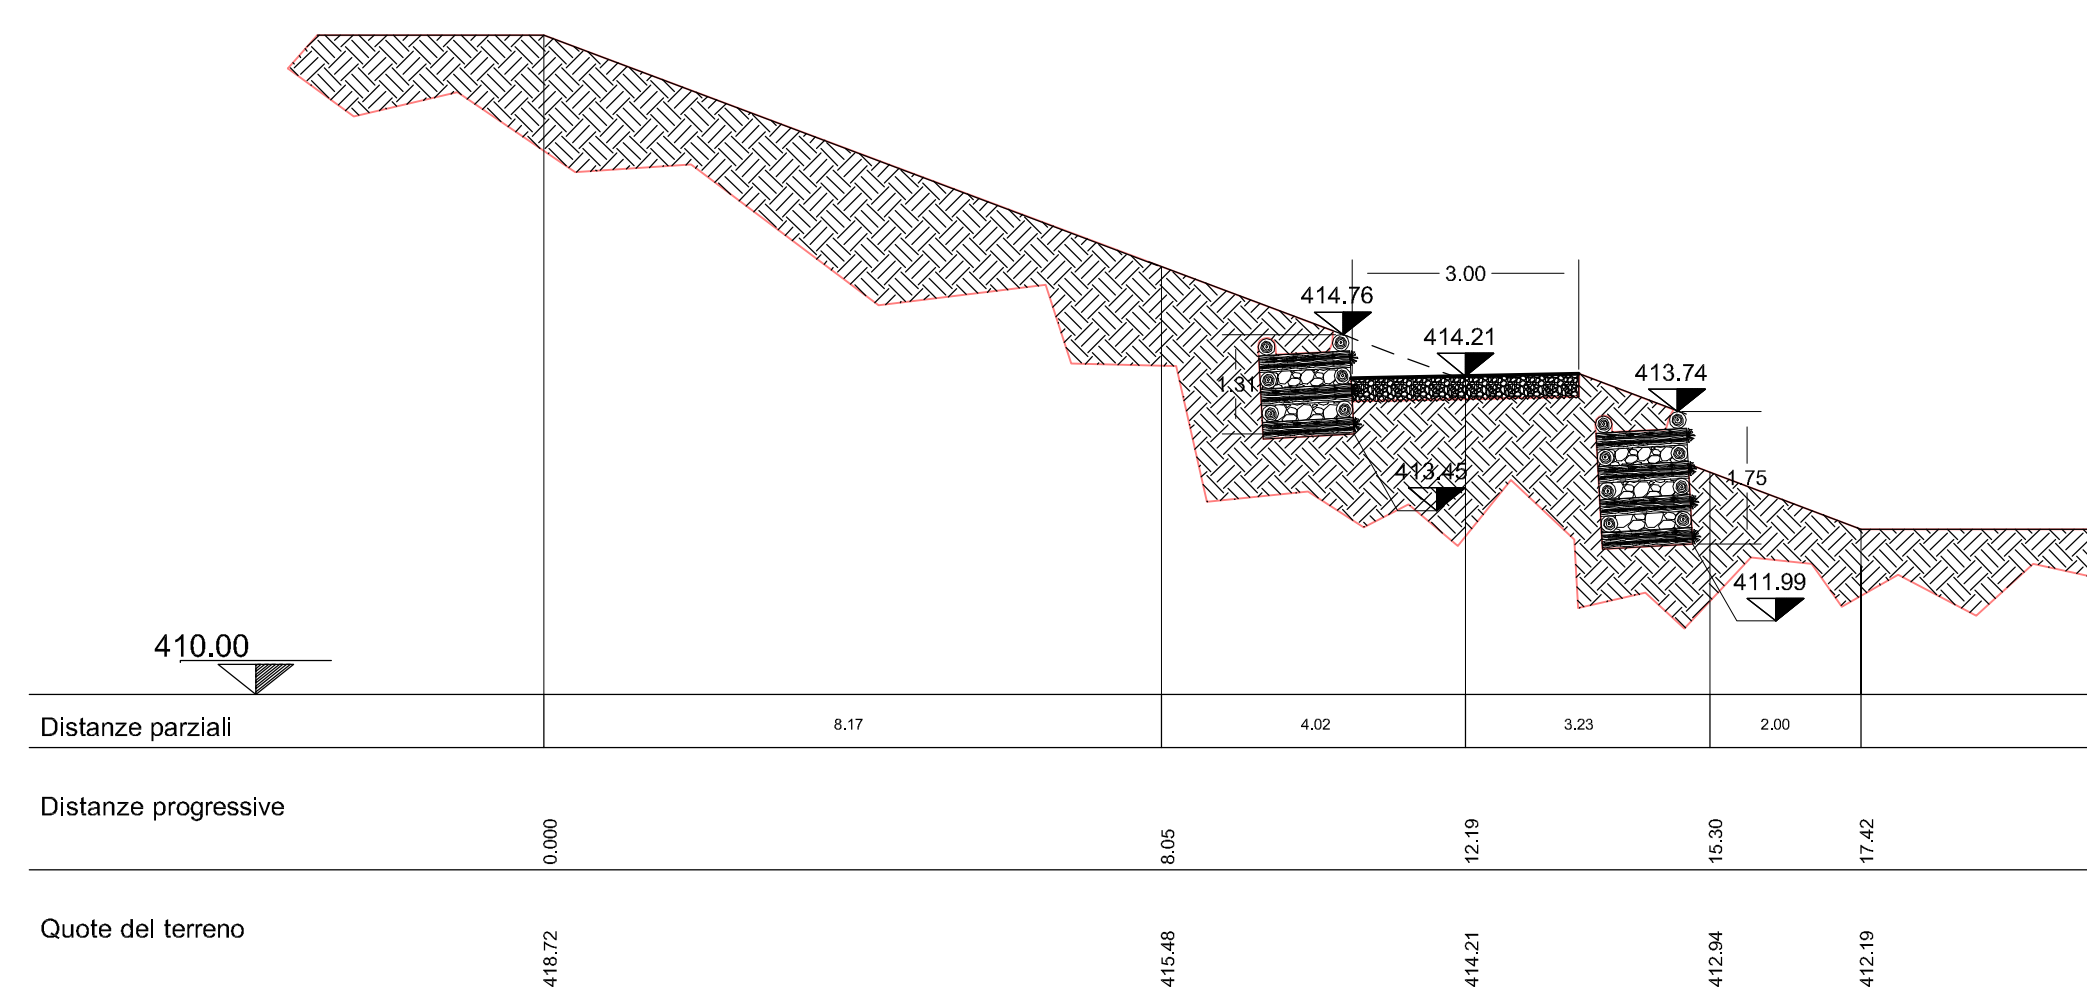 3.00
414.76
414.21
413.74
1.31
413.45
1.75
411.99
410.00
Distanze parziali
8.17 4.02 3.23 2.00
Distanze progressive
0.000 8.05 12.19 15.30 17.42
Quote del terreno
418.72 415.48 414.21 412.94 412.19